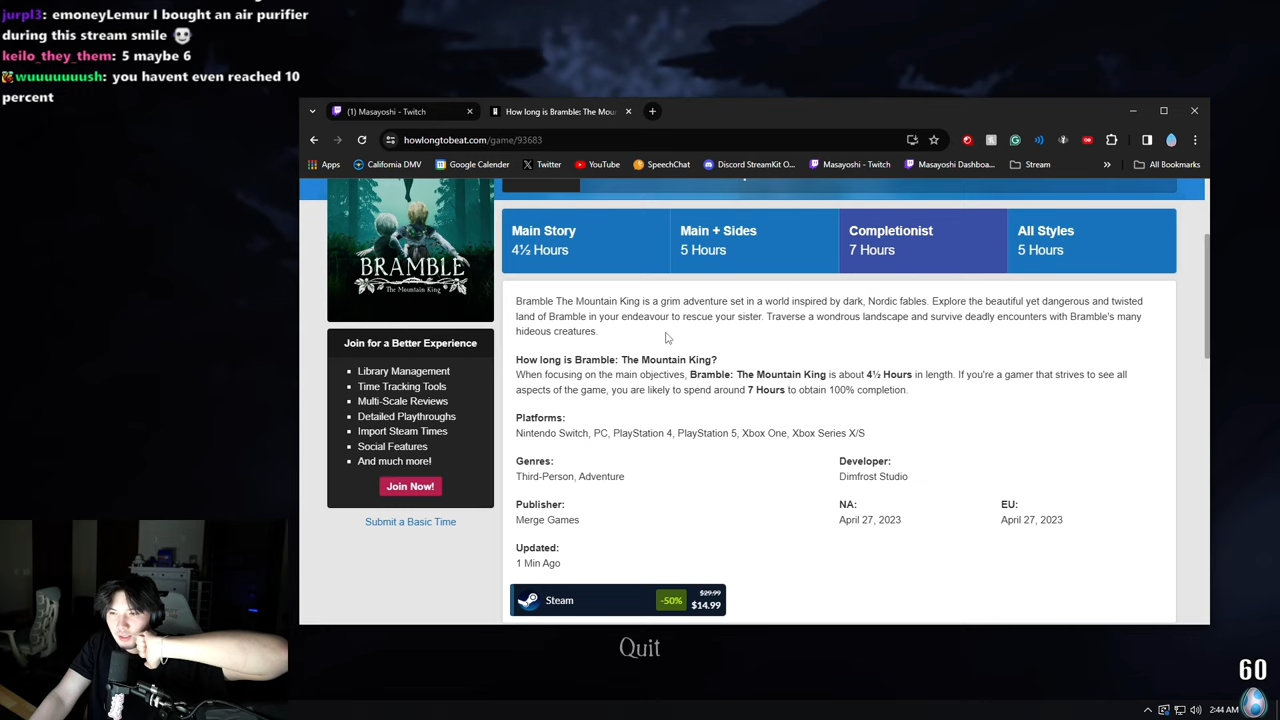 jurpl3: emoneyLemur I bought an air purifier
during this stream smile
keilo_they_them: 5 maybe 6
wuuuuuuush: you havent even reached 10
percent
(1) Masayoshi - Twitch
How long is Bramble: The Mou
howlongtobeat.com/game/93683
Apps
California DMV
Google Calender
Twitter
YouTube
SpeechChat
Discord StreamKit O...
Masayoshi - Twitch
Masayoshi Dashboa...
Stream
All Bookmarks
BRAMBLE
The Mountain King
Main Story
4½ Hours
Main + Sides
5 Hours
Completionist
7 Hours
All Styles
5 Hours
Join for a Better Experience
Library Management
Time Tracking Tools
Multi-Scale Reviews
Detailed Playthroughs
Import Steam Times
Social Features
And much more!
Join Now!
Submit a Basic Time
Bramble The Mountain King is a grim adventure set in a world inspired by dark, Nordic fables. Explore the beautiful yet dangerous and twisted
land of Bramble in your endeavour to rescue your sister. Traverse a wondrous landscape and survive deadly encounters with Bramble's many
hideous creatures.
How long is Bramble: The Mountain King?
When focusing on the main objectives, Bramble: The Mountain King is about 4½ Hours in length. If you're a gamer that strives to see all
aspects of the game, you are likely to spend around 7 Hours to obtain 100% completion.
Platforms:
Nintendo Switch, PC, PlayStation 4, PlayStation 5, Xbox One, Xbox Series X/S
Genres:
Third-Person, Adventure
Developer:
Dimfrost Studio
Publisher:
Merge Games
NA:
April 27, 2023
EU:
April 27, 2023
Updated:
1 Min Ago
Steam
-50%
$29.99
$14.99
Quit
60
2:44 AM